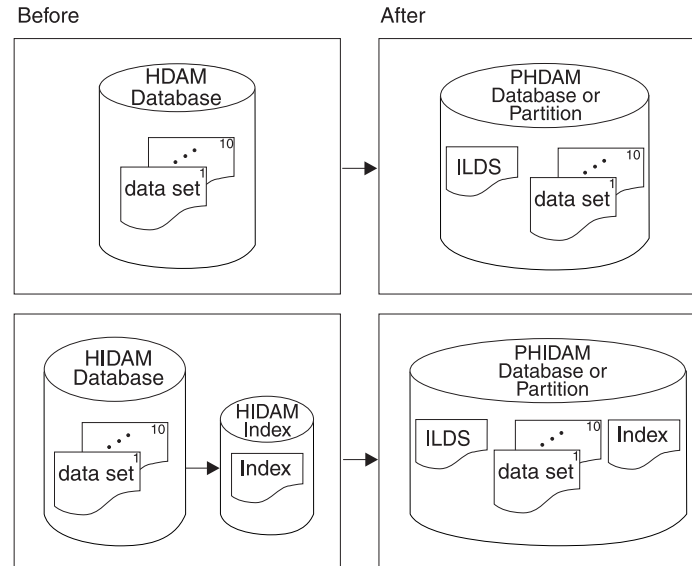 Before
After
HDAM
Database
10
1
data set
PHDAM
Database or
Partition
ILDS
10
1
data set
HIDAM
Database
10
1
data set
HIDAM
Index
Index
PHIDAM
Database or
Partition
ILDS
10
1
data set
Index